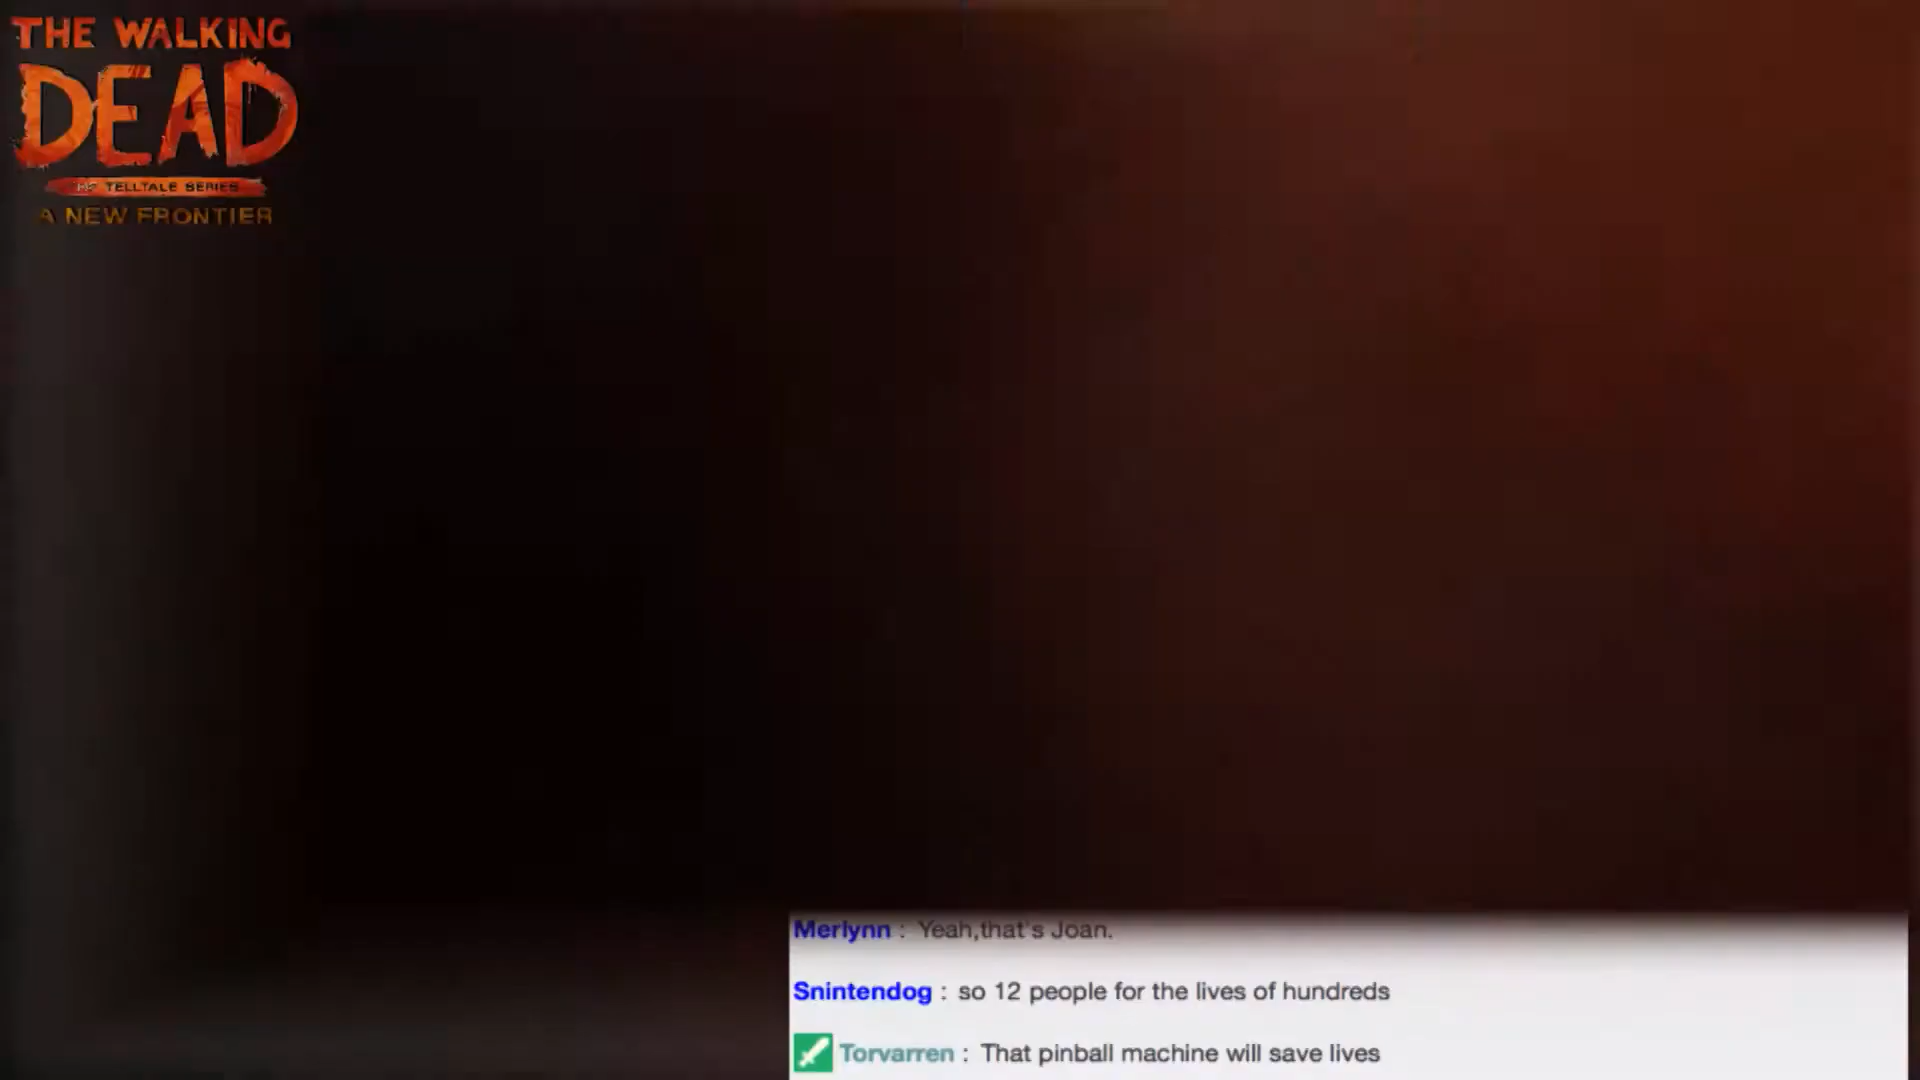 THE WALKING
DEAD
TELLTALE SERIES
A NEW FRONTIER
Merlynn : Yeah,that's Joan.
Snintendog : so 12 people for the lives of hundreds
Torvarren : That pinball machine will save lives